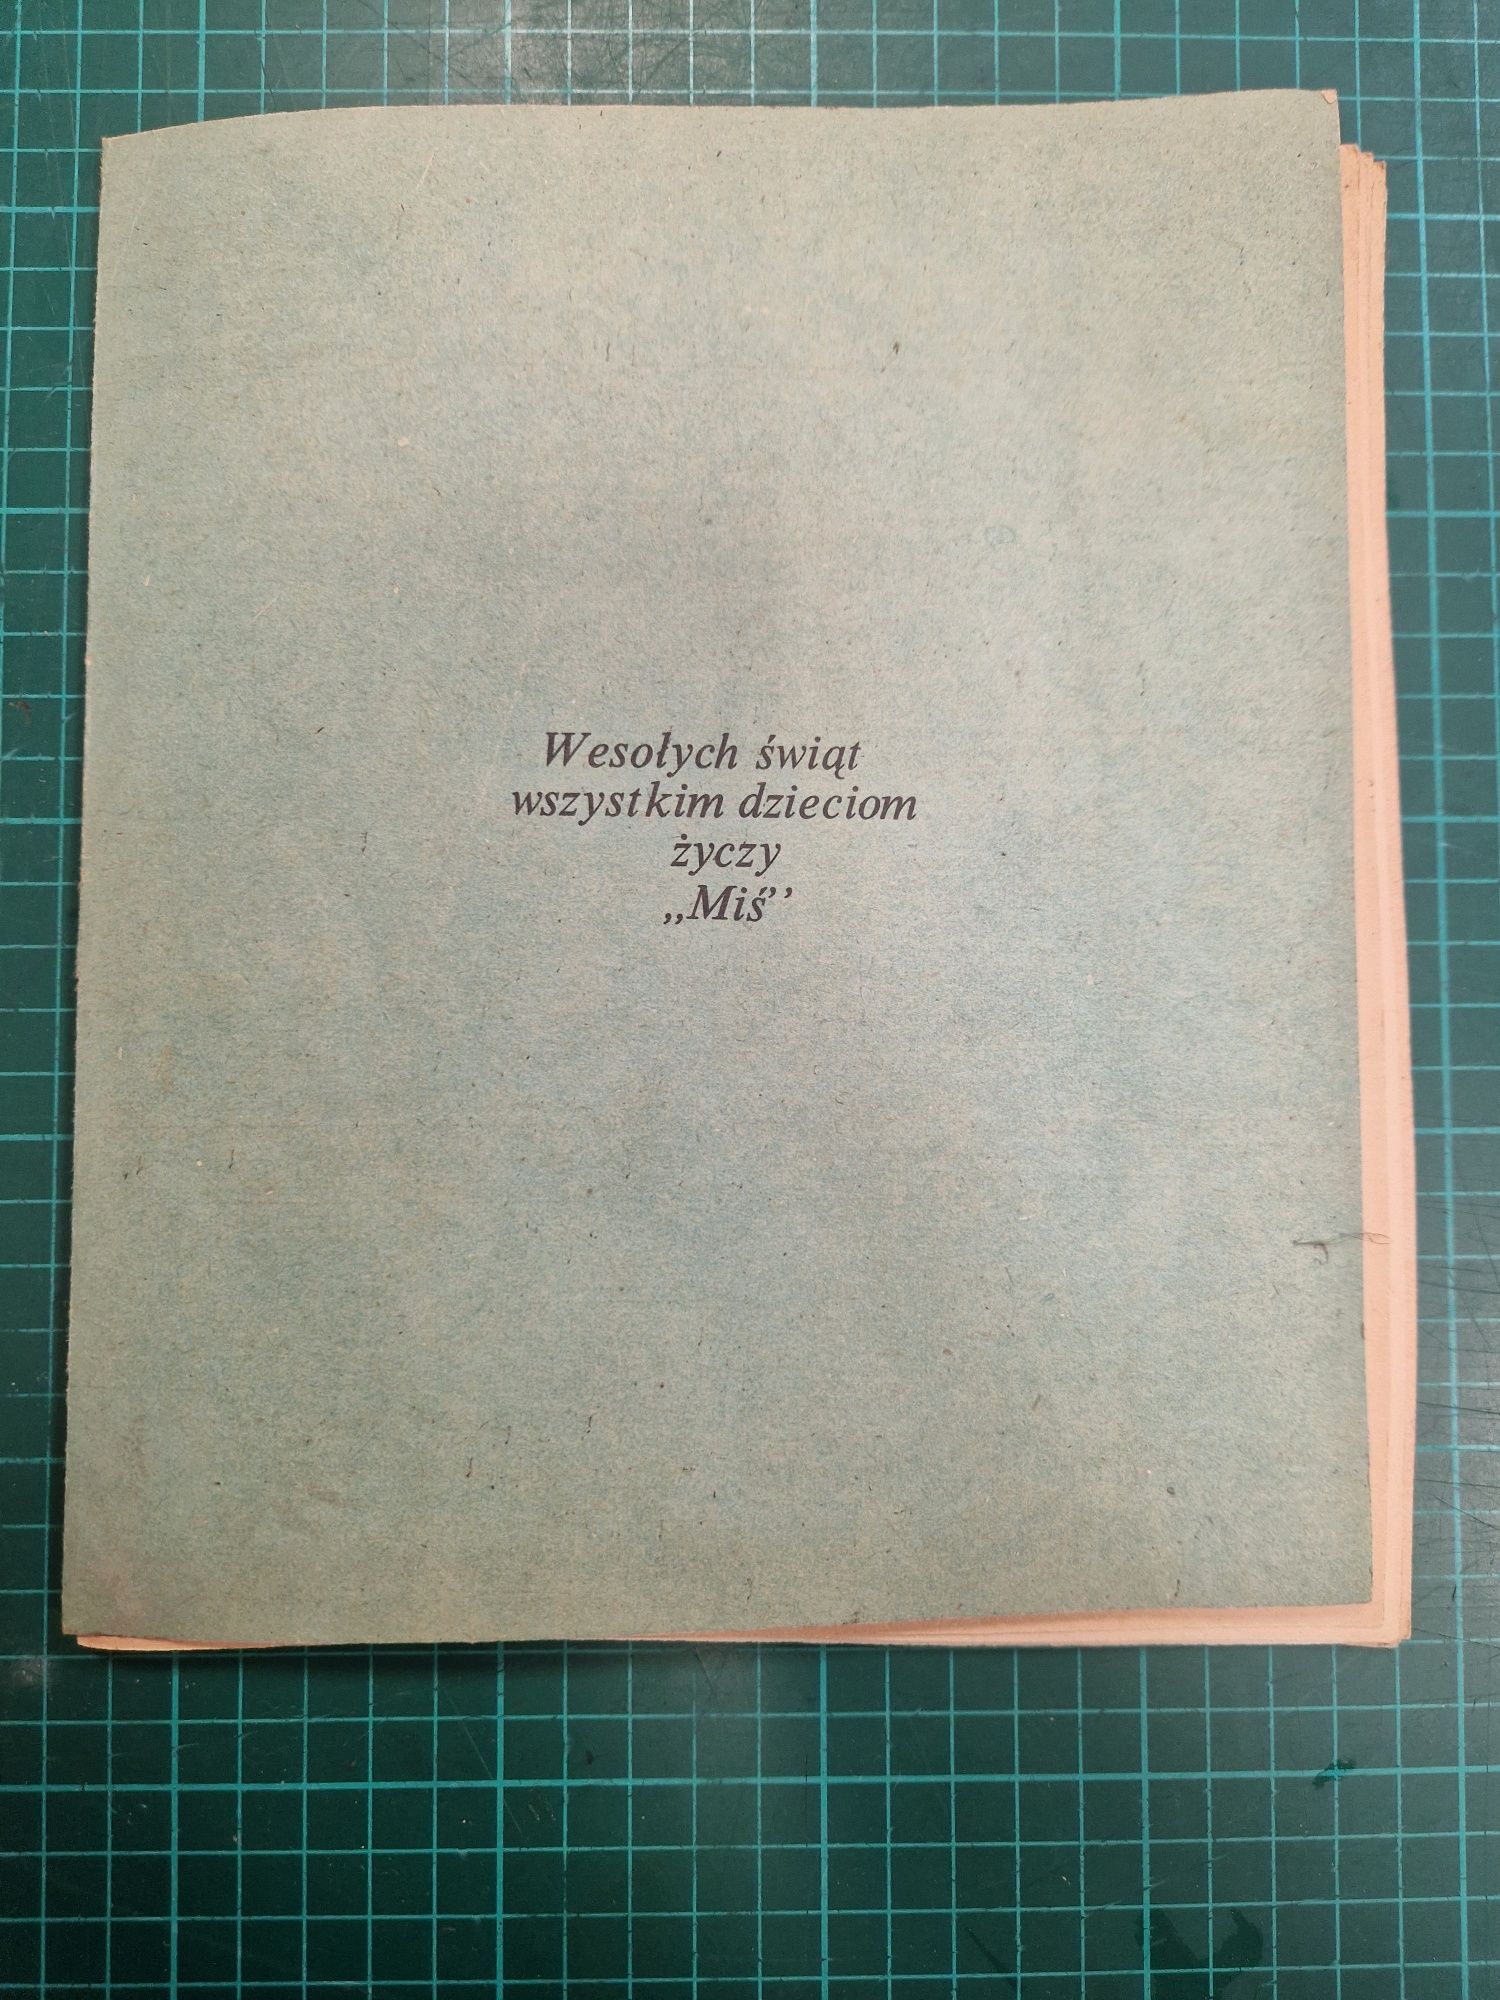 Wesołych świąt
wszystkim dzieciom
życzy
„Miś”